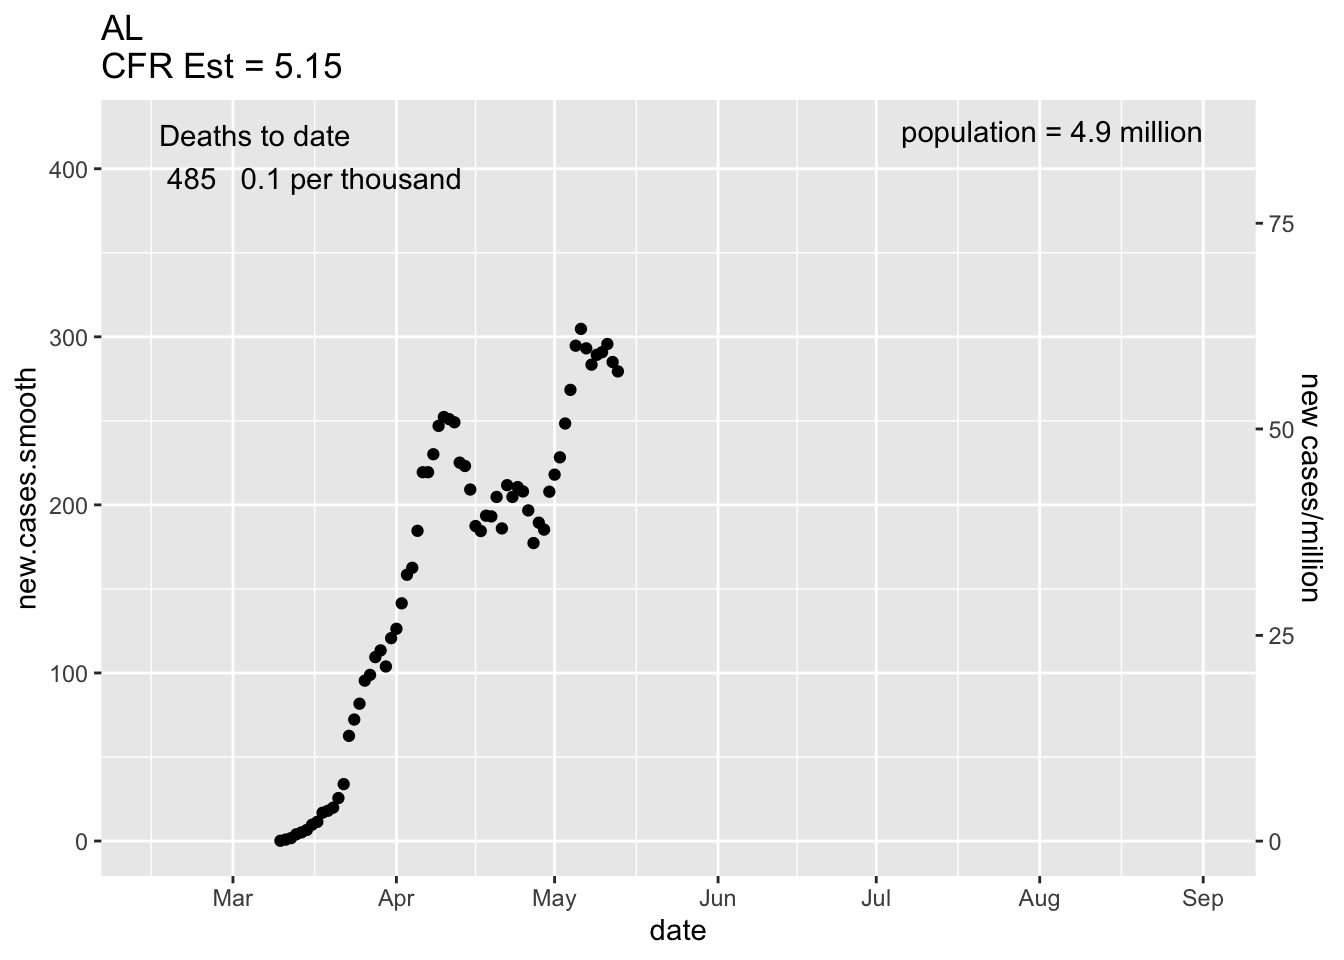 AL
CFR Est = 5.15
Deaths to date
485 0.1 per thousand
population = 4.9 million
new.cases.smooth
400
300
200
100
0
new cases/million
75
50
25
0
Mar Apr May Jun Jul Aug Sep
date